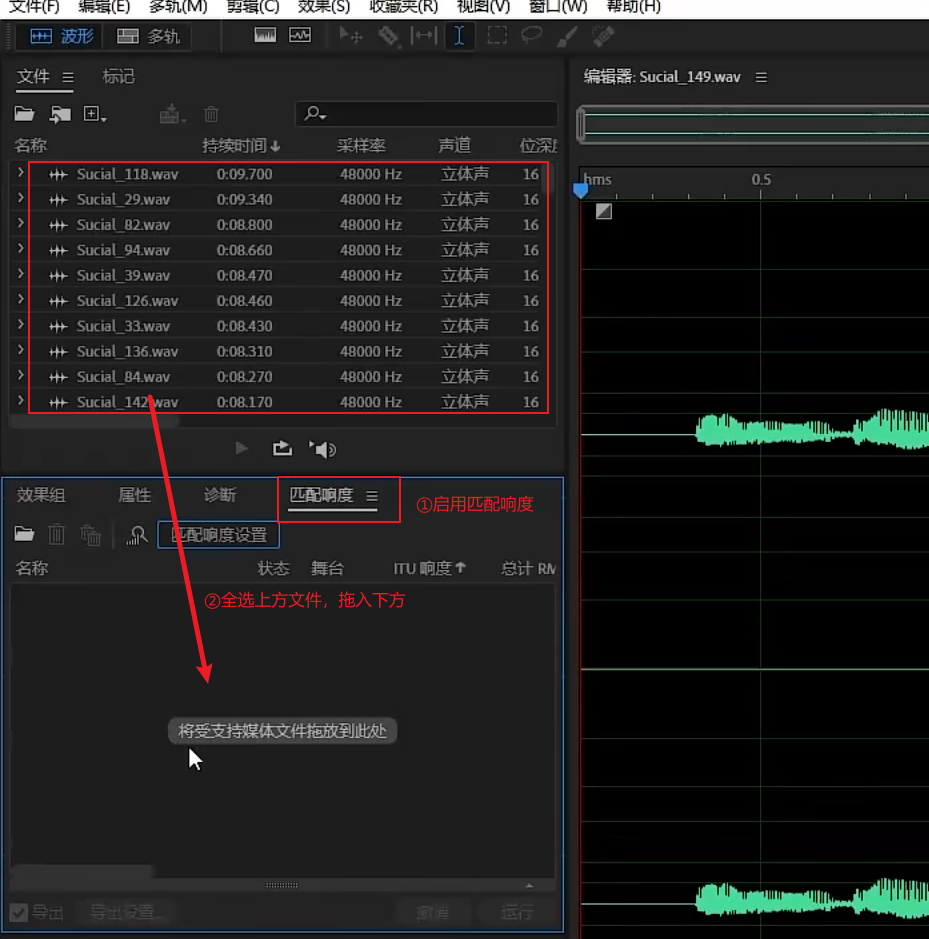 文件(F) 编辑(E) 多轨(M) 剪辑(C) 效果(S) 收藏夹(R) 视图(V) 窗口(W) 帮助(H)
波形 多轨
文件 标记
编辑器: Sucial_149.wav
名称 持续时间 采样率 声道 位深度
Sucial_118.wav 0:09.700 48000 Hz 立体声 16
Sucial_29.wav 0:09.340 48000 Hz 立体声 16
Sucial_82.wav 0:08.800 48000 Hz 立体声 16
Sucial_94.wav 0:08.660 48000 Hz 立体声 16
Sucial_39.wav 0:08.470 48000 Hz 立体声 16
Sucial_126.wav 0:08.460 48000 Hz 立体声 16
Sucial_33.wav 0:08.430 48000 Hz 立体声 16
Sucial_136.wav 0:08.310 48000 Hz 立体声 16
Sucial_84.wav 0:08.270 48000 Hz 立体声 16
Sucial_142.wav 0:08.170 48000 Hz 立体声 16
hms 0.5
效果组 属性 诊断 匹配响度
①启用匹配响度
匹配响度设置
名称 状态 舞台 ITU 响度 总计 RM
②全选上方文件，拖入下方
将受支持媒体文件拖放到此处
导出 导出设置... 撤消 运行